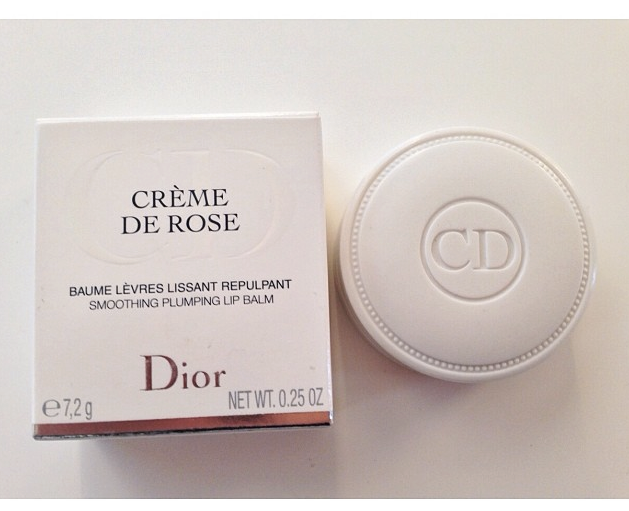 CD
CRÈME
DE ROSE
BAUME LÈVRES LISSANT REPULPANT
SMOOTHING PLUMPING LIP BALM
Dior
℮7,2 g
NET WT. 0.25 OZ
CD